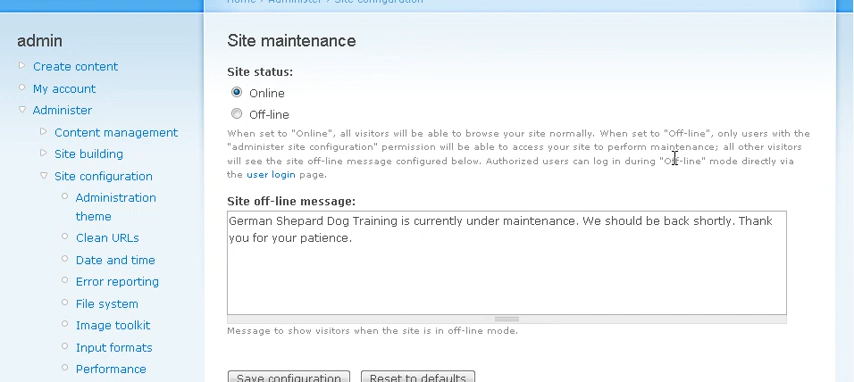 Home › Administer › Site configuration
admin
Create content
My account
Administer
Content management
Site building
Site configuration
Administration
theme
Clean URLs
Date and time
Error reporting
File system
Image toolkit
Input formats
Performance
Site maintenance
Site status:
Online
Off-line
When set to "Online", all visitors will be able to browse your site normally. When set to "Off-line", only users with the
"administer site configuration" permission will be able to access your site to perform maintenance; all other visitors
will see the site off-line message configured below. Authorized users can log in during "Off-line" mode directly via
the user login page.
Site off-line message:
German Shepard Dog Training is currently under maintenance. We should be back shortly. Thank
you for your patience.
Message to show visitors when the site is in off-line mode.
Save configuration Reset to defaults